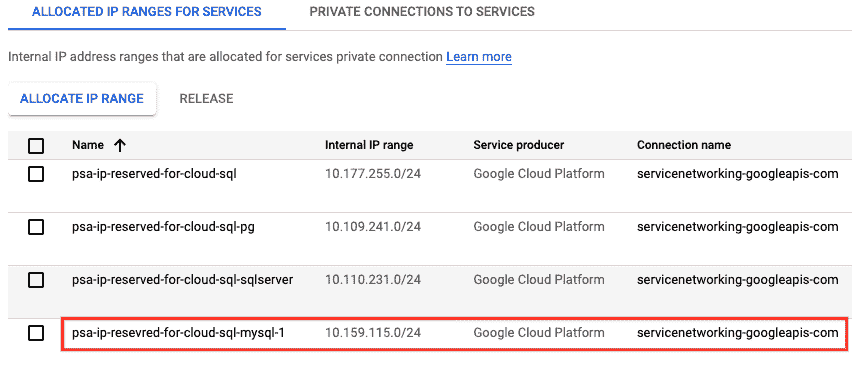 ALLOCATED IP RANGES FOR SERVICES PRIVATE CONNECTIONS TO SERVICES
Internal IP address ranges that are allocated for services private connection Learn more
ALLOCATE IP RANGE RELEASE
Name Internal IP range Service producer Connection name
psa-ip-reserved-for-cloud-sql 10.177.255.0/24 Google Cloud Platform servicenetworking-googleapis-com
psa-ip-reserved-for-cloud-sql-pg 10.109.241.0/24 Google Cloud Platform servicenetworking-googleapis-com
psa-ip-reserved-for-cloud-sql-sqlserver 10.110.231.0/24 Google Cloud Platform servicenetworking-googleapis-com
psa-ip-resevred-for-cloud-sql-mysql-1 10.159.115.0/24 Google Cloud Platform servicenetworking-googleapis-com